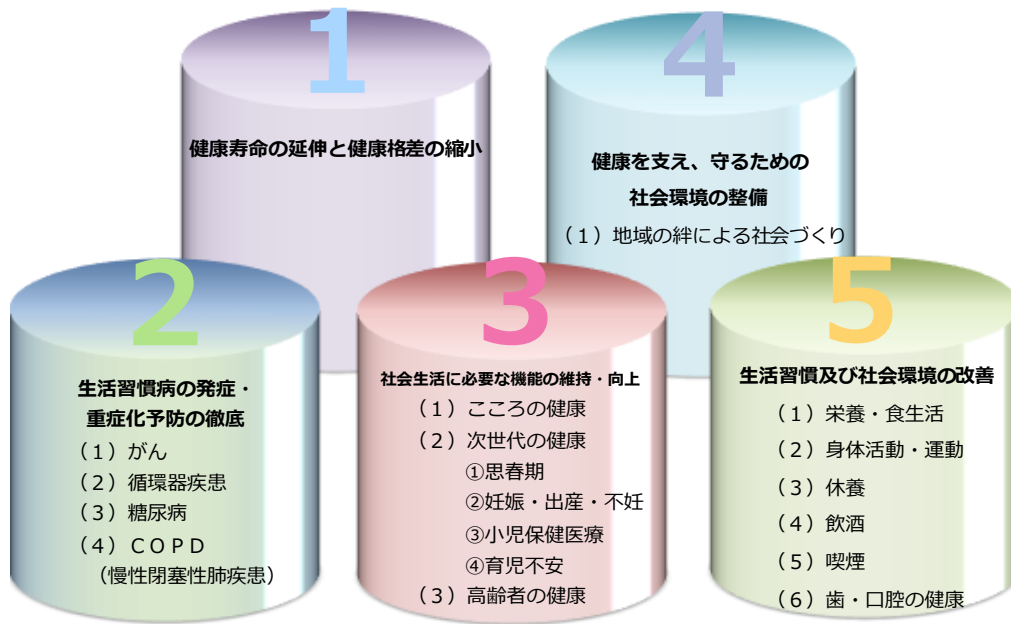 1
健康寿命の延伸と健康格差の縮小
4
健康を支え、守るための
社会環境の整備
（１）地域の絆による社会づくり
2
生活習慣病の発症・
重症化予防の徹底
（１）がん
（２）循環器疾患
（３）糖尿病
（４）ＣＯＰＤ
（慢性閉塞性肺疾患）
3
社会生活に必要な機能の維持・向上
（１）こころの健康
（２）次世代の健康
①思春期
②妊娠・出産・不妊
③小児保健医療
④育児不安
（３）高齢者の健康
5
生活習慣及び社会環境の改善
（１）栄養・食生活
（２）身体活動・運動
（３）休養
（４）飲酒
（５）喫煙
（６）歯・口腔の健康